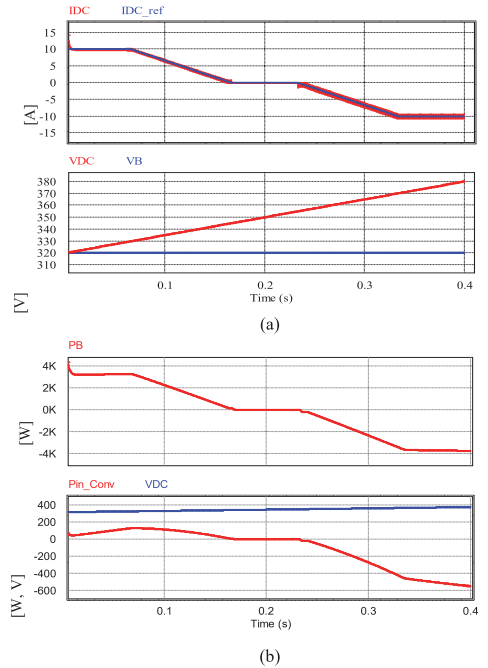 IDC IDC_ref
15
10
5
0
-5
-10
-15
[A]
VDC VB
380
370
360
350
340
330
320
310
[V]
0.1 0.2 0.3 0.4
Time (s)
(a)
PB
4K
2K
0K
-2K
-4K
[W]
Pin_Conv VDC
400
200
0
-200
-400
-600
[W, V]
0.1 0.2 0.3 0.4
Time (s)
(b)